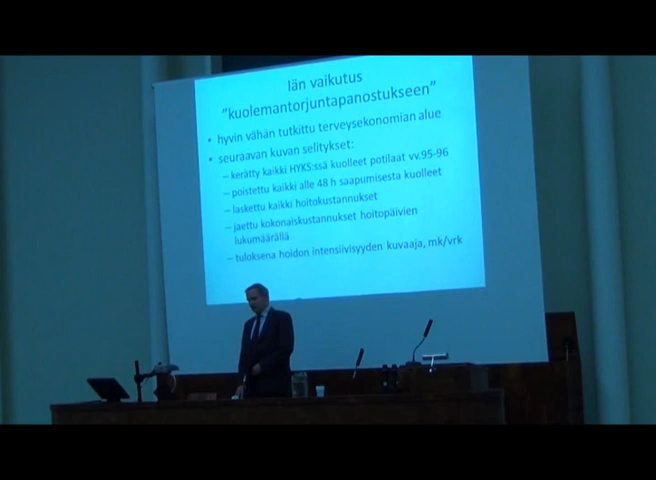 Iän vaikutus
”kuolemantorjuntapanostukseen”
• hyvin vähän tutkittu terveysekonomian alue
• seuraavan kuvan selitykset:
– kerätty kaikki HYKS:ssä kuolleet potilaat vv.95-96
– poistettu kaikki alle 48 h saapumisesta kuolleet
– laskettu kaikki hoitokustannukset
– jaettu kokonaiskustannukset hoitopäivien
lukumäärällä
– tuloksena hoidon intensiivisyyden kuvaaja, mk/vrk